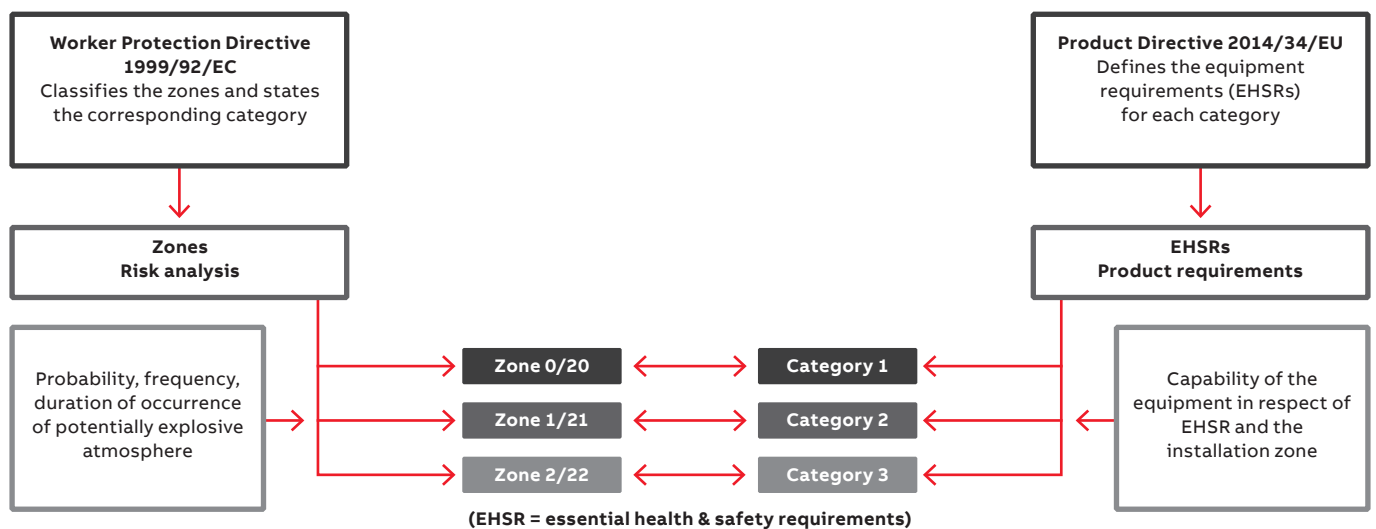 Worker Protection Directive
1999/92/EC
Classifies the zones and states
the corresponding category
Product Directive 2014/34/EU
Defines the equipment
requirements (EHSRs)
for each category
Zones
Risk analysis
EHSRs
Product requirements
Probability, frequency,
duration of occurrence
of potentially explosive
atmosphere
Zone 0/20
Category 1
Zone 1/21
Category 2
Zone 2/22
Category 3
Capability of the
equipment in respect of
EHSR and the
installation zone
(EHSR = essential health & safety requirements)